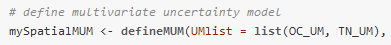 # define multivariate uncertainty model
mySpatialMUM <- defineMUM(UMlist = list(OC_UM, TN_UM),